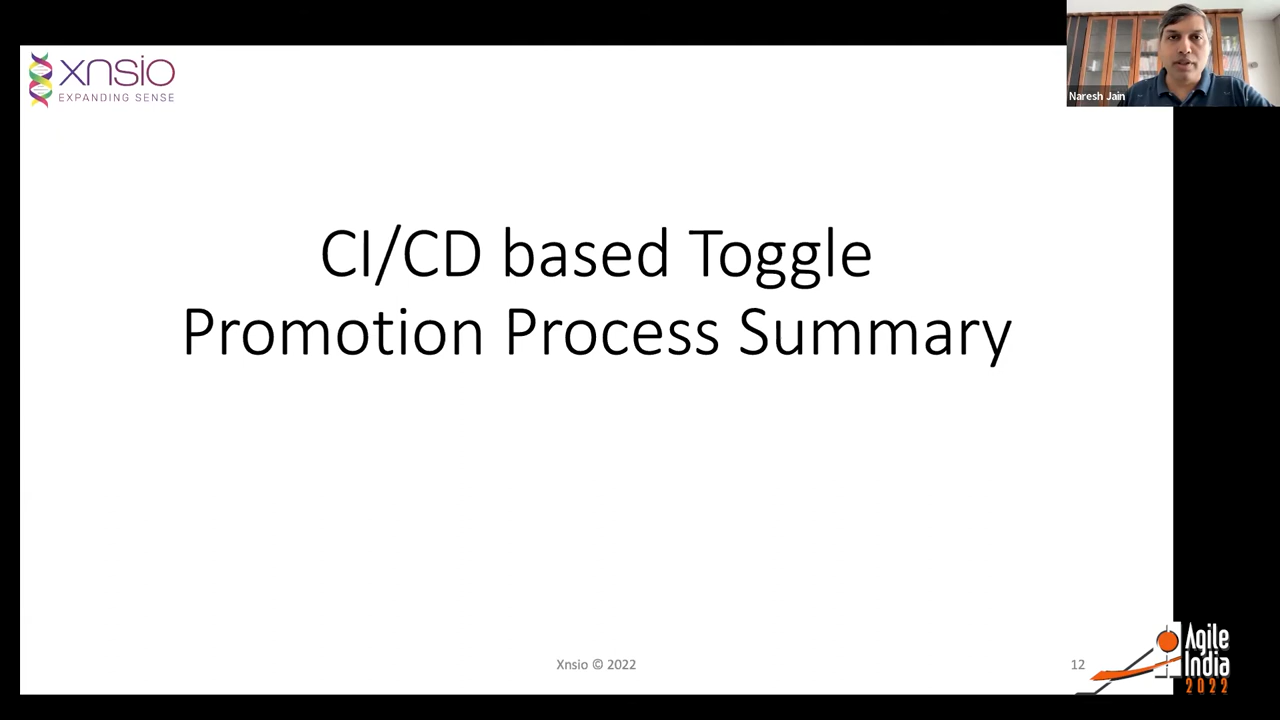 xnsio
EXPANDING SENSE
Naresh Jain
CI/CD based Toggle
Promotion Process Summary
Xnsio © 2022
12
Agile
India
2022